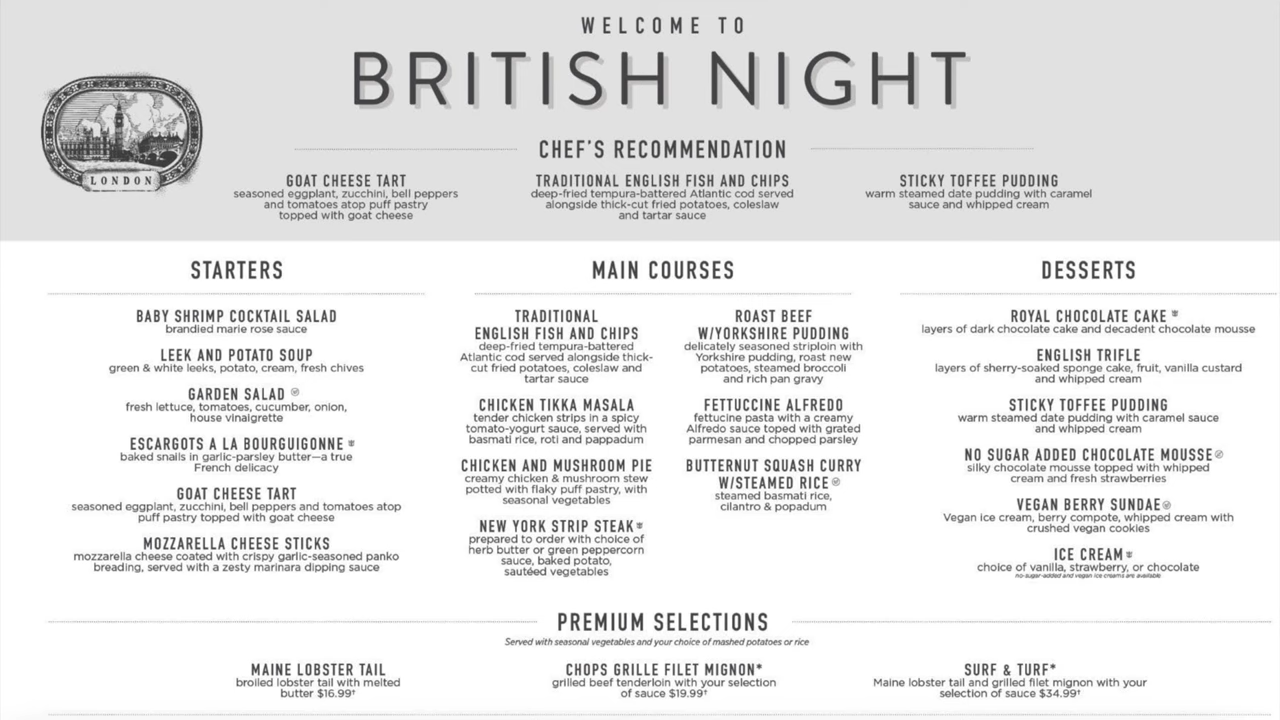 WELCOME TO
BRITISH NIGHT
LONDON
CHEF'S RECOMMENDATION
GOAT CHEESE TART
seasoned eggplant, zucchini, bell peppers
and tomatoes atop puff pastry
topped with goat cheese
TRADITIONAL ENGLISH FISH AND CHIPS
deep-fried tempura-battered Atlantic cod served
alongside thick-cut fried potatoes, coleslaw
and tartar sauce
STICKY TOFFEE PUDDING
warm steamed date pudding with caramel
sauce and whipped cream
STARTERS
BABY SHRIMP COCKTAIL SALAD
brandied marie rose sauce
LEEK AND POTATO SOUP
green & white leeks, potato, cream, fresh chives
GARDEN SALAD
fresh lettuce, tomatoes, cucumber, onion,
house vinaigrette
ESCARGOTS A LA BOURGUIGONNE
baked snails in garlic-parsley butter—a true
French delicacy
GOAT CHEESE TART
seasoned eggplant, zucchini, bell peppers and tomatoes atop
puff pastry topped with goat cheese
MOZZARELLA CHEESE STICKS
mozzarella cheese coated with crispy garlic-seasoned panko
breading, served with a zesty marinara dipping sauce
MAIN COURSES
TRADITIONAL
ENGLISH FISH AND CHIPS
deep-fried tempura-battered
Atlantic cod served alongside thick-
cut fried potatoes, coleslaw and
tartar sauce
CHICKEN TIKKA MASALA
tender chicken strips in a spicy
tomato-yogurt sauce, served with
basmati rice, roti and pappadum
CHICKEN AND MUSHROOM PIE
creamy chicken & mushroom stew
potted with flaky puff pastry, with
seasonal vegetables
NEW YORK STRIP STEAK
prepared to order with choice of
herb butter or green peppercorn
sauce, baked potato,
sautéed vegetables
ROAST BEEF
W/YORKSHIRE PUDDING
delicately seasoned striploin with
Yorkshire pudding, roast new
potatoes, steamed broccoli
and rich pan gravy
FETTUCCINE ALFREDO
fettucine pasta with a creamy
Alfredo sauce toped with grated
parmesan and chopped parsley
BUTTERNUT SQUASH CURRY
W/STEAMED RICE
steamed basmati rice,
cilantro & popadum
DESSERTS
ROYAL CHOCOLATE CAKE
layers of dark chocolate cake and decadent chocolate mousse
ENGLISH TRIFLE
layers of sherry-soaked sponge cake, fruit, vanilla custard
and whipped cream
STICKY TOFFEE PUDDING
warm steamed date pudding with caramel sauce
and whipped cream
NO SUGAR ADDED CHOCOLATE MOUSSE
silky chocolate mousse topped with whipped
cream and fresh strawberries
VEGAN BERRY SUNDAE
Vegan ice cream, berry compote, whipped cream with
crushed vegan cookies
ICE CREAM
choice of vanilla, strawberry, or chocolate
no-sugar-added and vegan ice creams are available
PREMIUM SELECTIONS
Served with seasonal vegetables and your choice of mashed potatoes or rice
MAINE LOBSTER TAIL
broiled lobster tail with melted
butter $16.99†
CHOPS GRILLE FILET MIGNON*
grilled beef tenderloin with your selection
of sauce $19.99†
SURF & TURF*
Maine lobster tail and grilled filet mignon with your
selection of sauce $34.99†